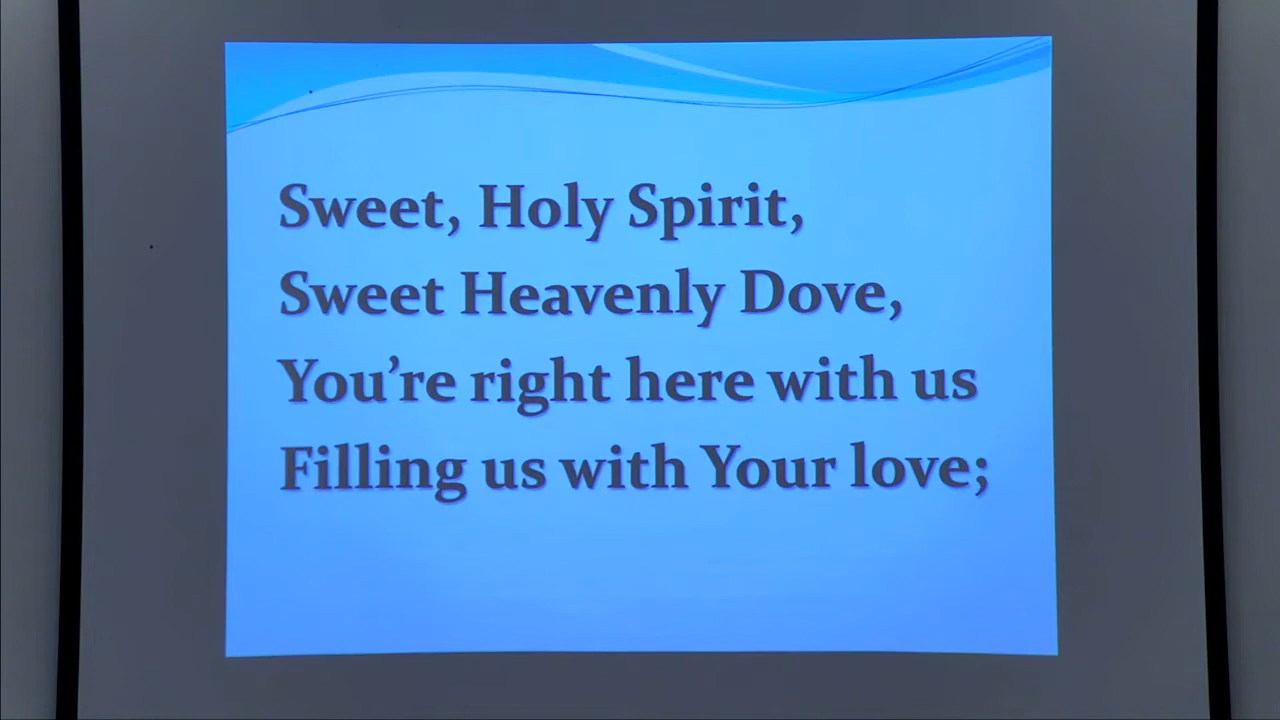 Sweet, Holy Spirit,
Sweet Heavenly Dove,
You’re right here with us
Filling us with Your love;